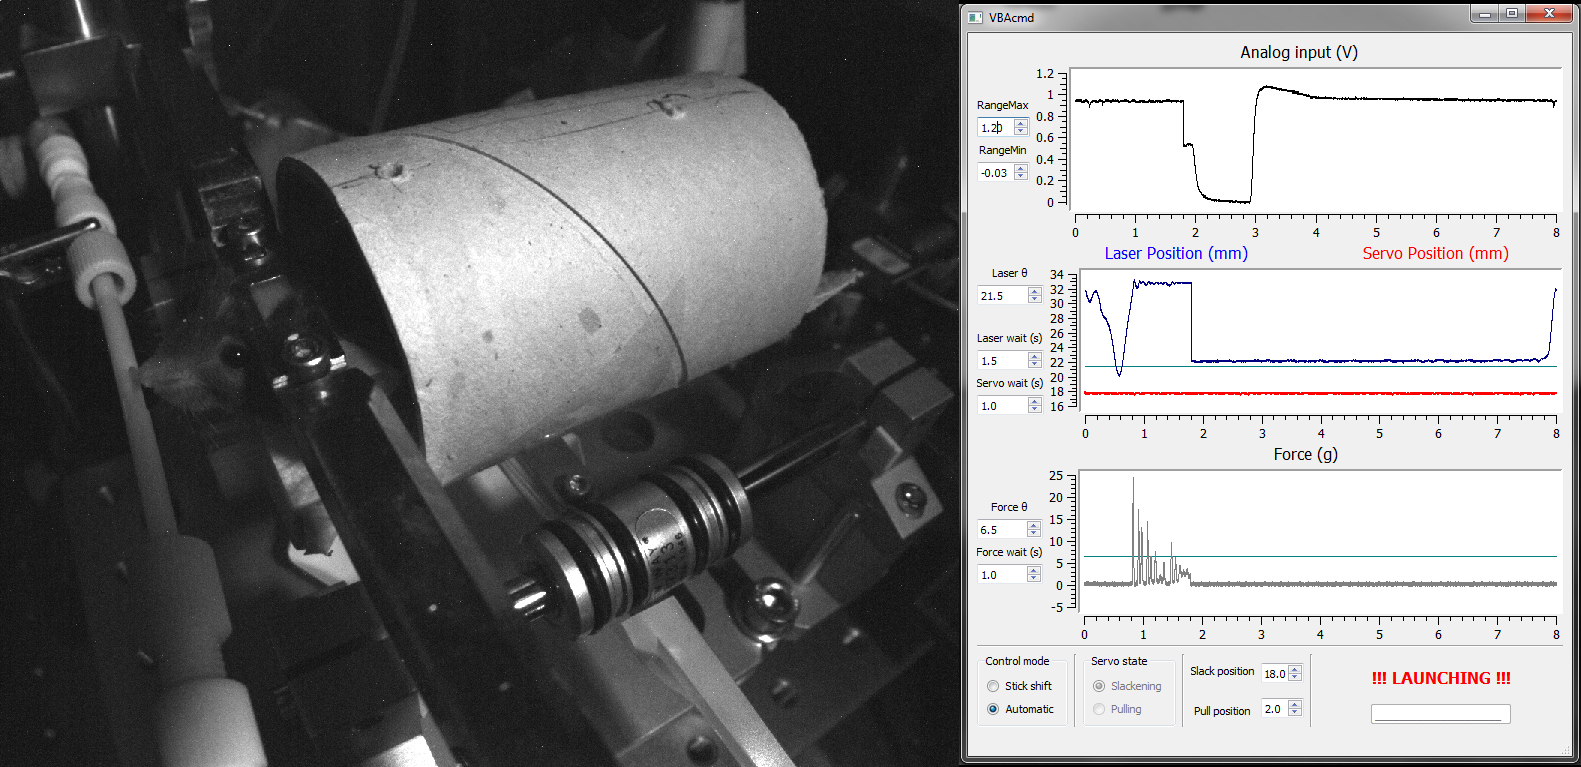 VBAcmd
Analog input (V)
RangeMax
1.20
RangeMin
-0.03
1.2
1
0.8
0.6
0.4
0.2
0
0 1 2 3 4 5 6 7 8
Laser Position (mm) Servo Position (mm)
Laser θ
21.5
Laser wait (s)
1.5
Servo wait (s)
1.0
34
32
30
28
26
24
22
20
18
16
0 1 2 3 4 5 6 7 8
Force (g)
Force θ
6.5
Force wait (s)
1.0
25
20
15
10
5
0
-5
0 1 2 3 4 5 6 7 8
Control mode
Stick shift
Automatic
Servo state
Slackening
Pulling
Slack position 18.0
Pull position 2.0
!!! LAUNCHING !!!